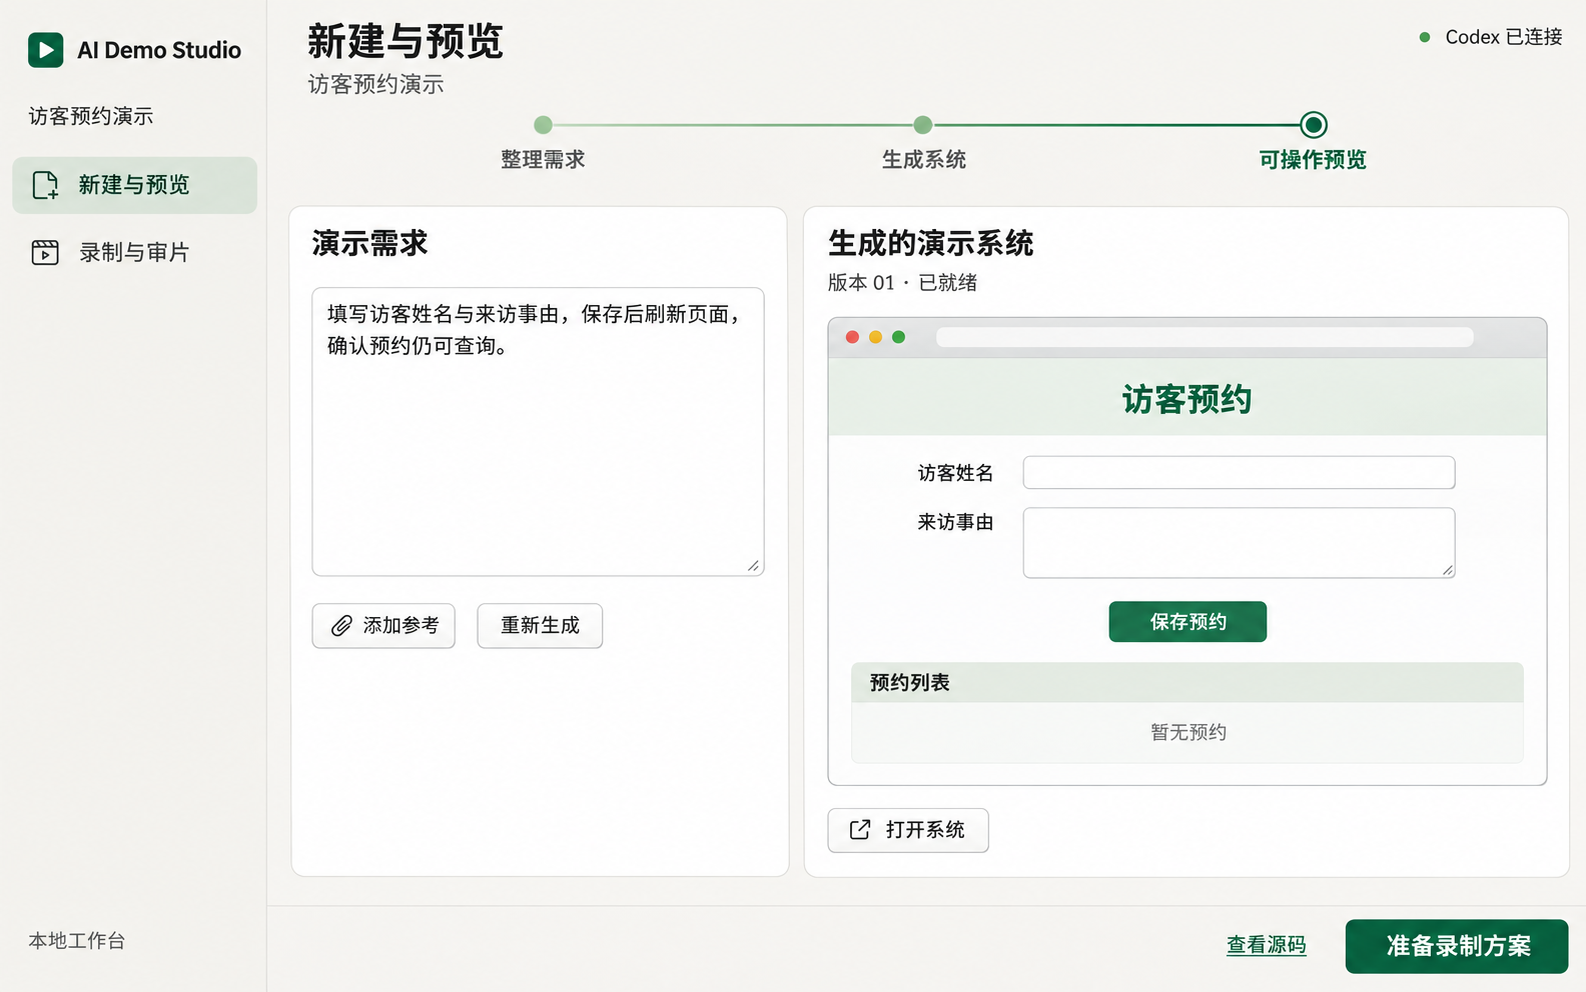 AI Demo Studio
访客预约演示
新建与预览
录制与审片
本地工作台
新建与预览
访客预约演示
Codex 已连接
整理需求
生成系统
可操作预览
演示需求
填写访客姓名与来访事由，保存后刷新页面，
确认预约仍可查询。
添加参考
重新生成
生成的演示系统
版本 01 · 已就绪
访客预约
访客姓名
来访事由
保存预约
预约列表
暂无预约
打开系统
查看源码
准备录制方案